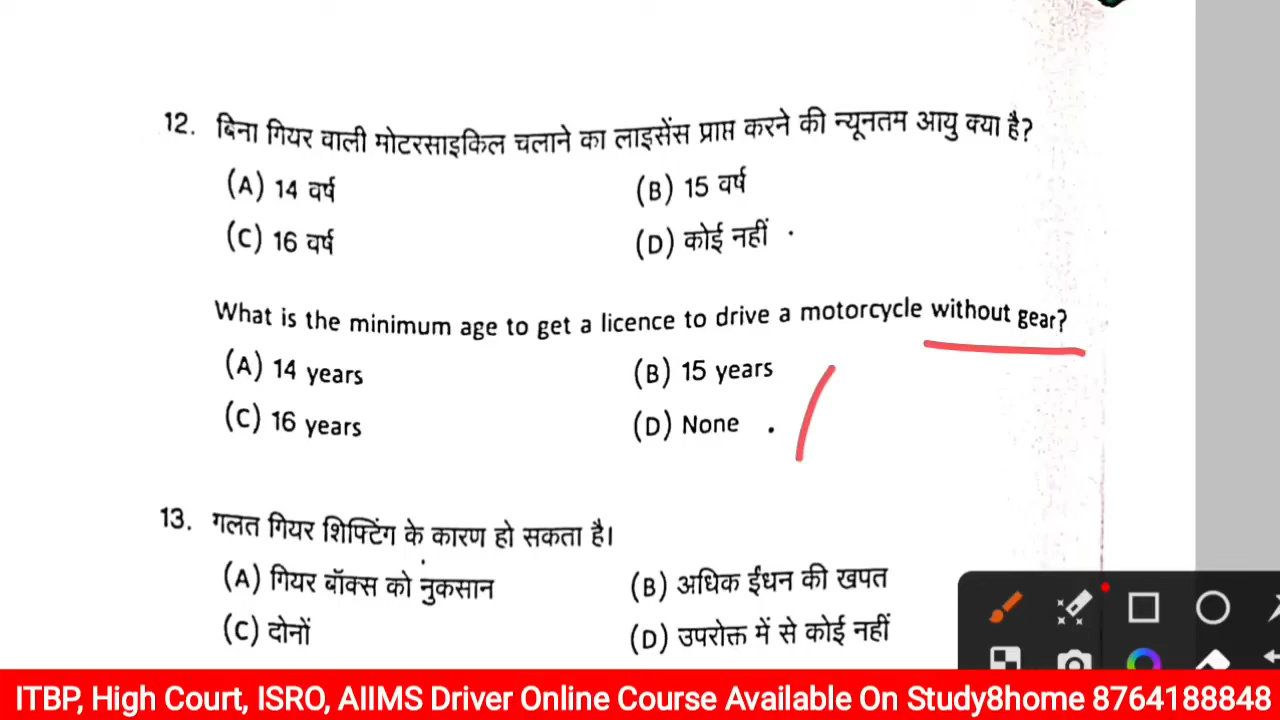 12. बिना गियर वाली मोटरसाइकिल चलाने का लाइसेंस प्राप्त करने की न्यूनतम आयु क्या है?
(A) 14 वर्ष (B) 15 वर्ष
(C) 16 वर्ष (D) कोई नहीं
What is the minimum age to get a licence to drive a motorcycle without gear?
(A) 14 years (B) 15 years
(C) 16 years (D) None
13. गलत गियर शिफ्टिंग के कारण हो सकता है।
(A) गियर बॉक्स को नुकसान (B) अधिक ईंधन की खपत
(C) दोनों (D) उपरोक्त में से कोई नहीं
ITBP, High Court, ISRO, AIIMS Driver Online Course Available On Study8home 8764188848